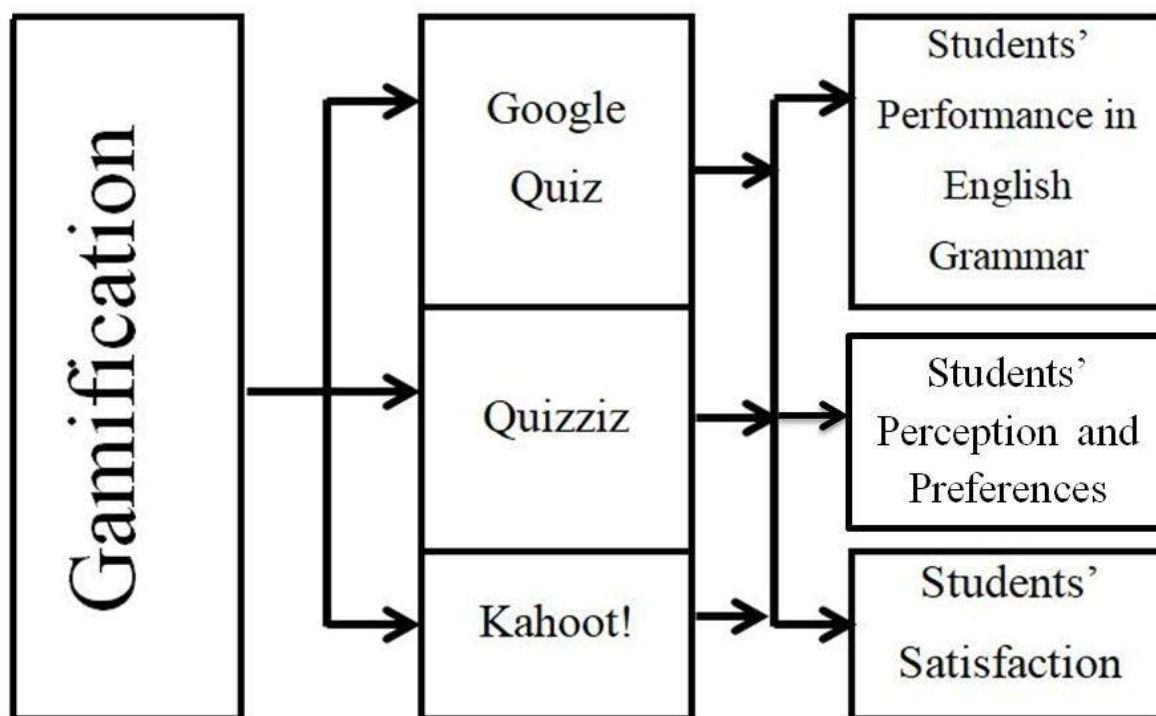 Gamification
Google
Quiz
Quizziz
Kahoot!
Students’
Performance in
English
Grammar
Students’
Perception and
Preferences
Students’
Satisfaction